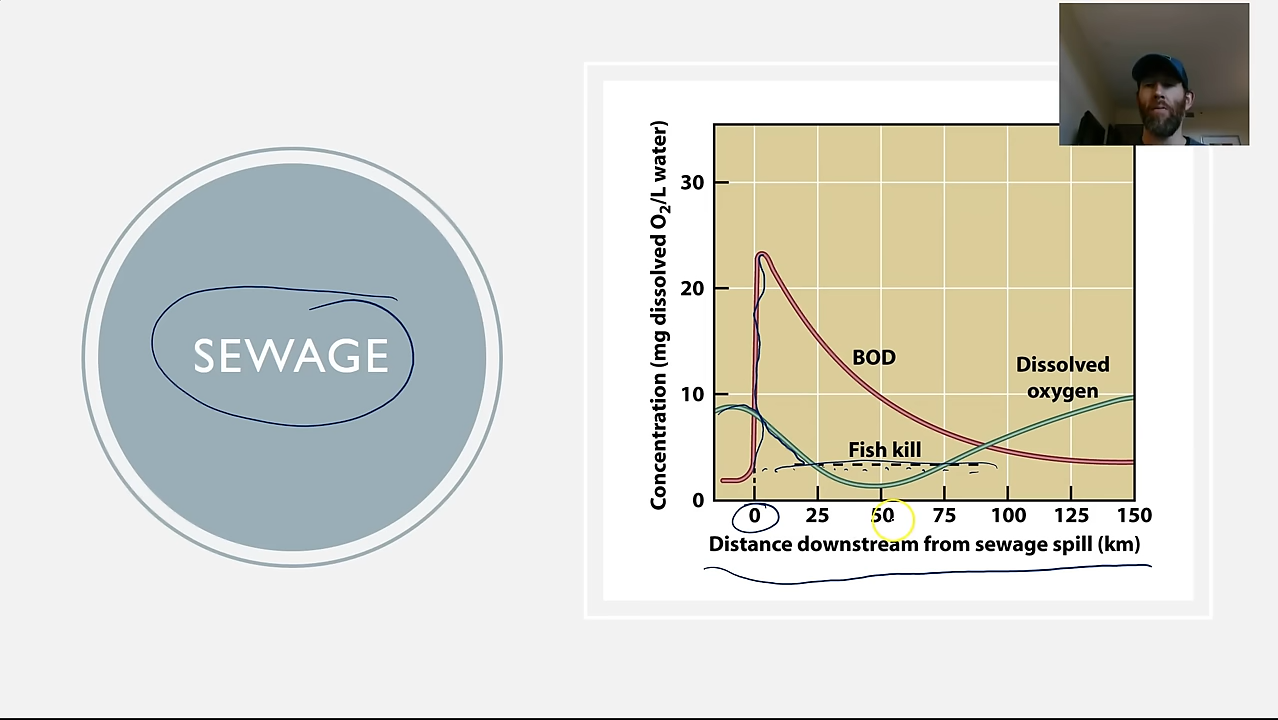 SEWAGE
Concentration (mg dissolved O₂/L water)
30
20
10
0
BOD
Dissolved
oxygen
Fish kill
0 25 50 75 100 125 150
Distance downstream from sewage spill (km)